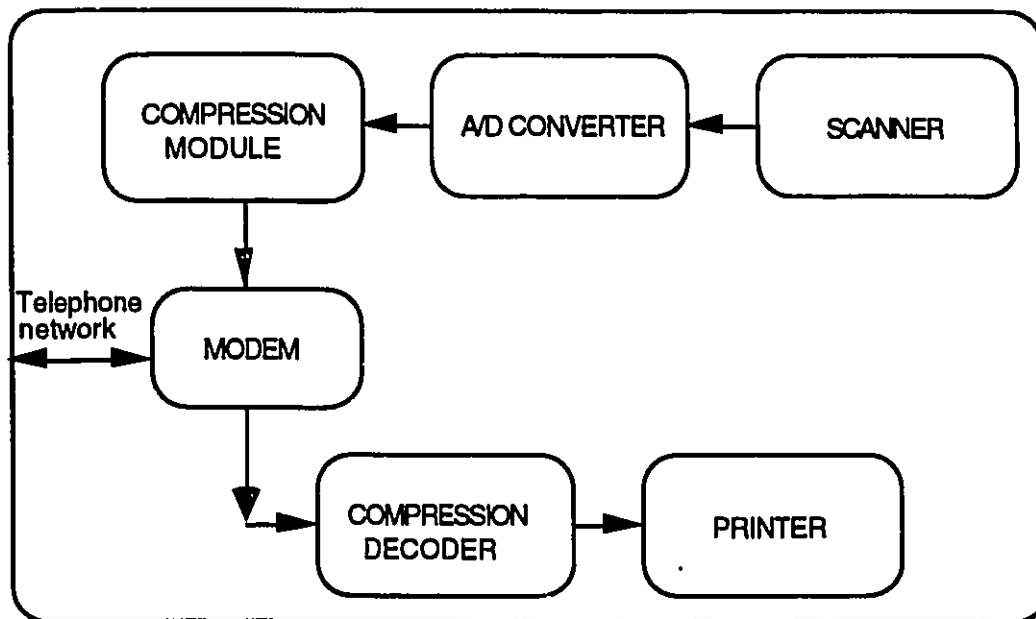 COMPRESSION
MODULE
A/D CONVERTER
SCANNER
Telephone
network
MODEM
COMPRESSION
DECODER
PRINTER